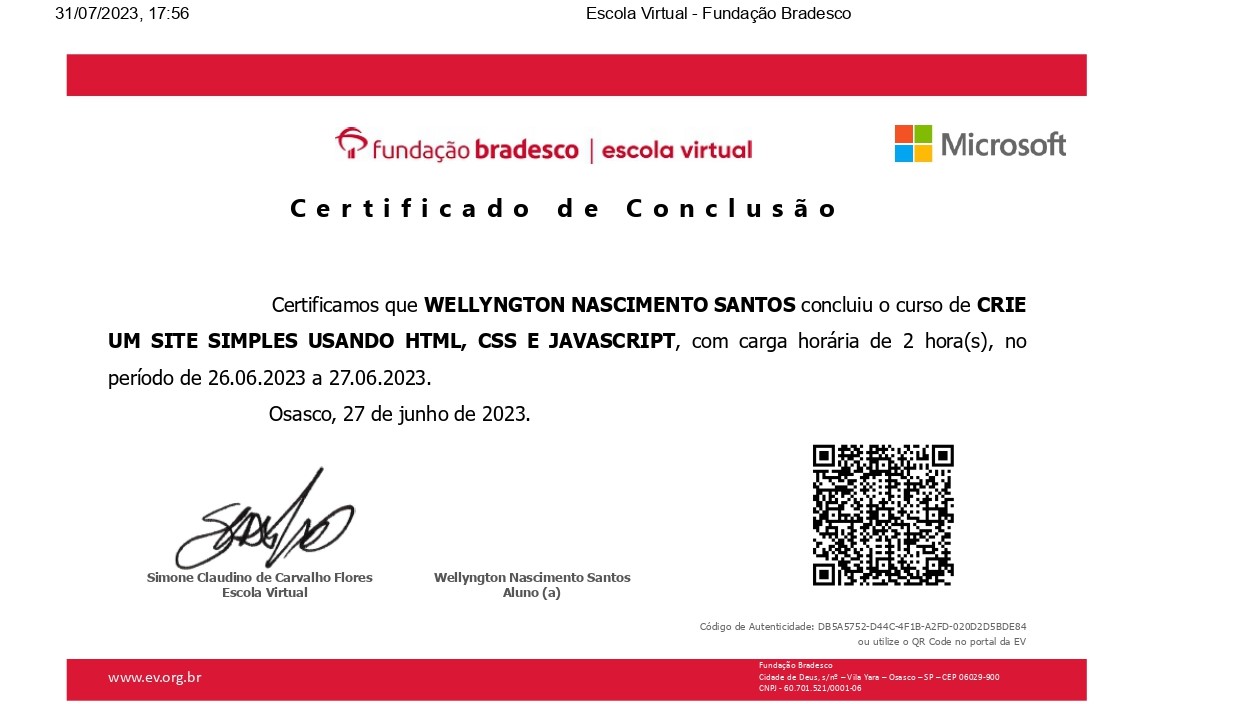 31/07/2023, 17:56 Escola Virtual - Fundação Bradesco
fundação bradesco | escola virtual Microsoft
Certificado de Conclusão
Certificamos que WELLYNGTON NASCIMENTO SANTOS concluiu o curso de CRIE
UM SITE SIMPLES USANDO HTML, CSS E JAVASCRIPT, com carga horária de 2 hora(s), no
período de 26.06.2023 a 27.06.2023.
Osasco, 27 de junho de 2023.
Simone Claudino de Carvalho Flores
Escola Virtual
Wellyngton Nascimento Santos
Aluno (a)
Código de Autenticidade: DB5A5752-D44C-4F1B-A2FD-020D2D5BDE84
ou utilize o QR Code no portal da EV
www.ev.org.br
Fundação Bradesco
Cidade de Deus, s/nº – Vila Yara – Osasco – SP – CEP 06029-900
CNPJ - 60.701.521/0001-06